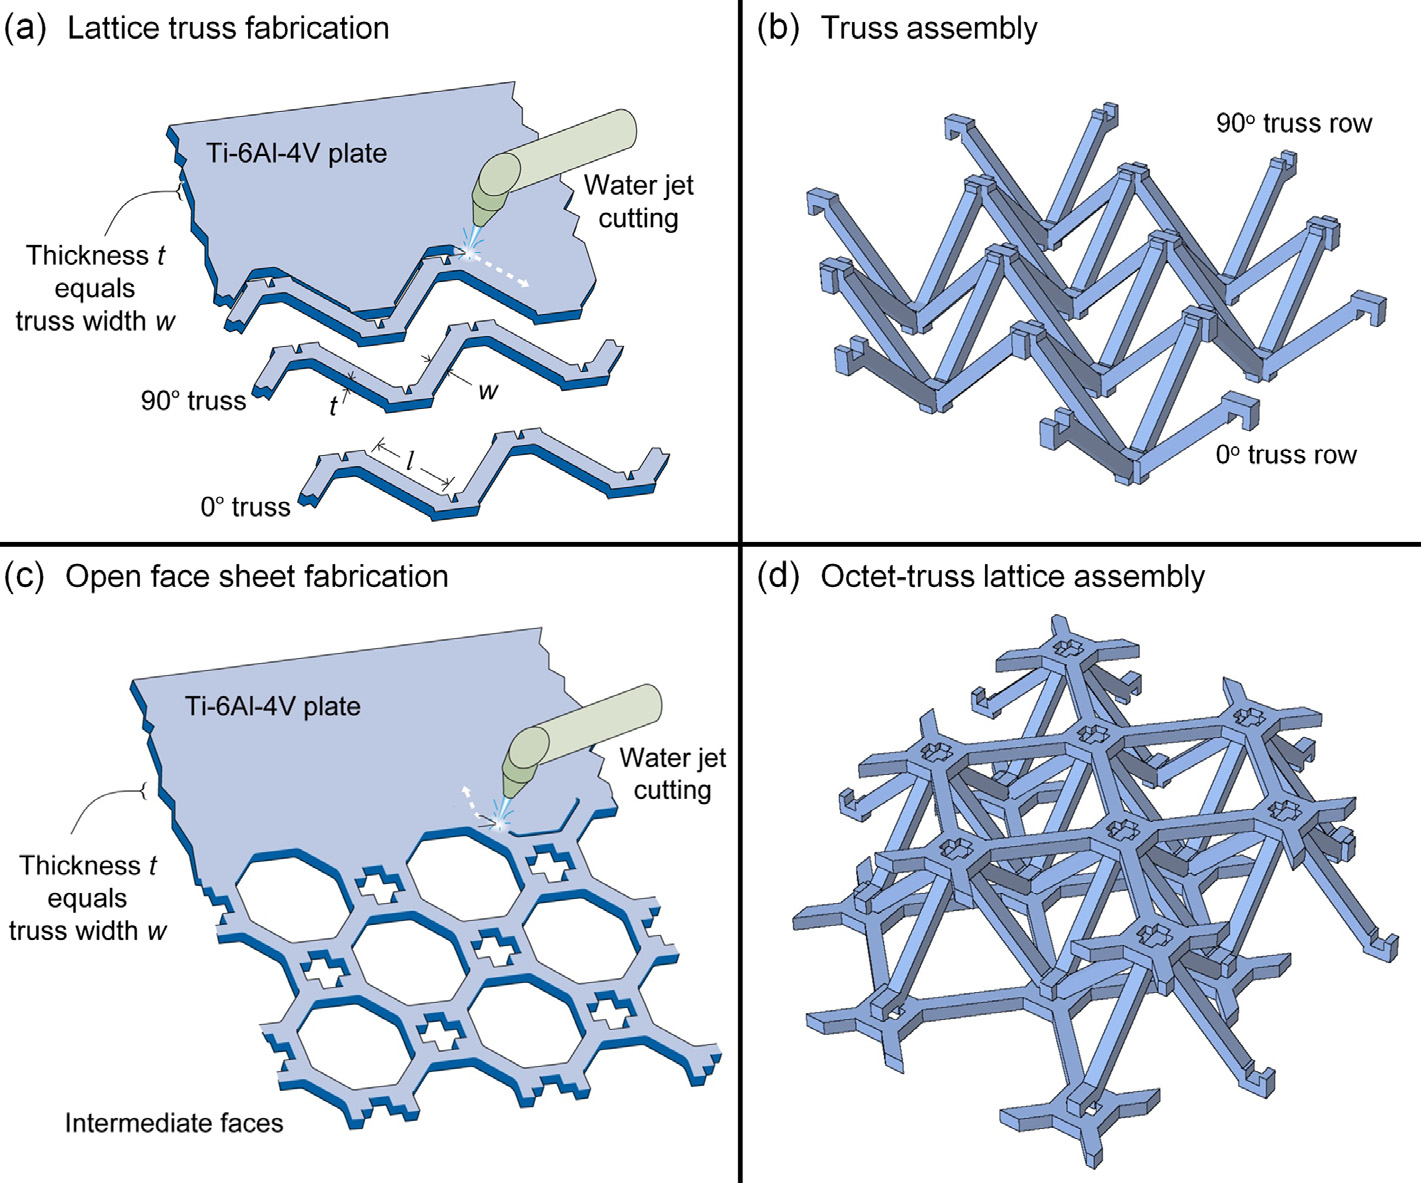 (a) Lattice truss fabrication
Ti-6Al-4V plate
Water jet
cutting
Thickness t
equals
truss width w
90° truss
t
w
l
0° truss
(b) Truss assembly
90° truss row
0° truss row
(c) Open face sheet fabrication
Ti-6Al-4V plate
Water jet
cutting
Thickness t
equals
truss width w
Intermediate faces
(d) Octet-truss lattice assembly